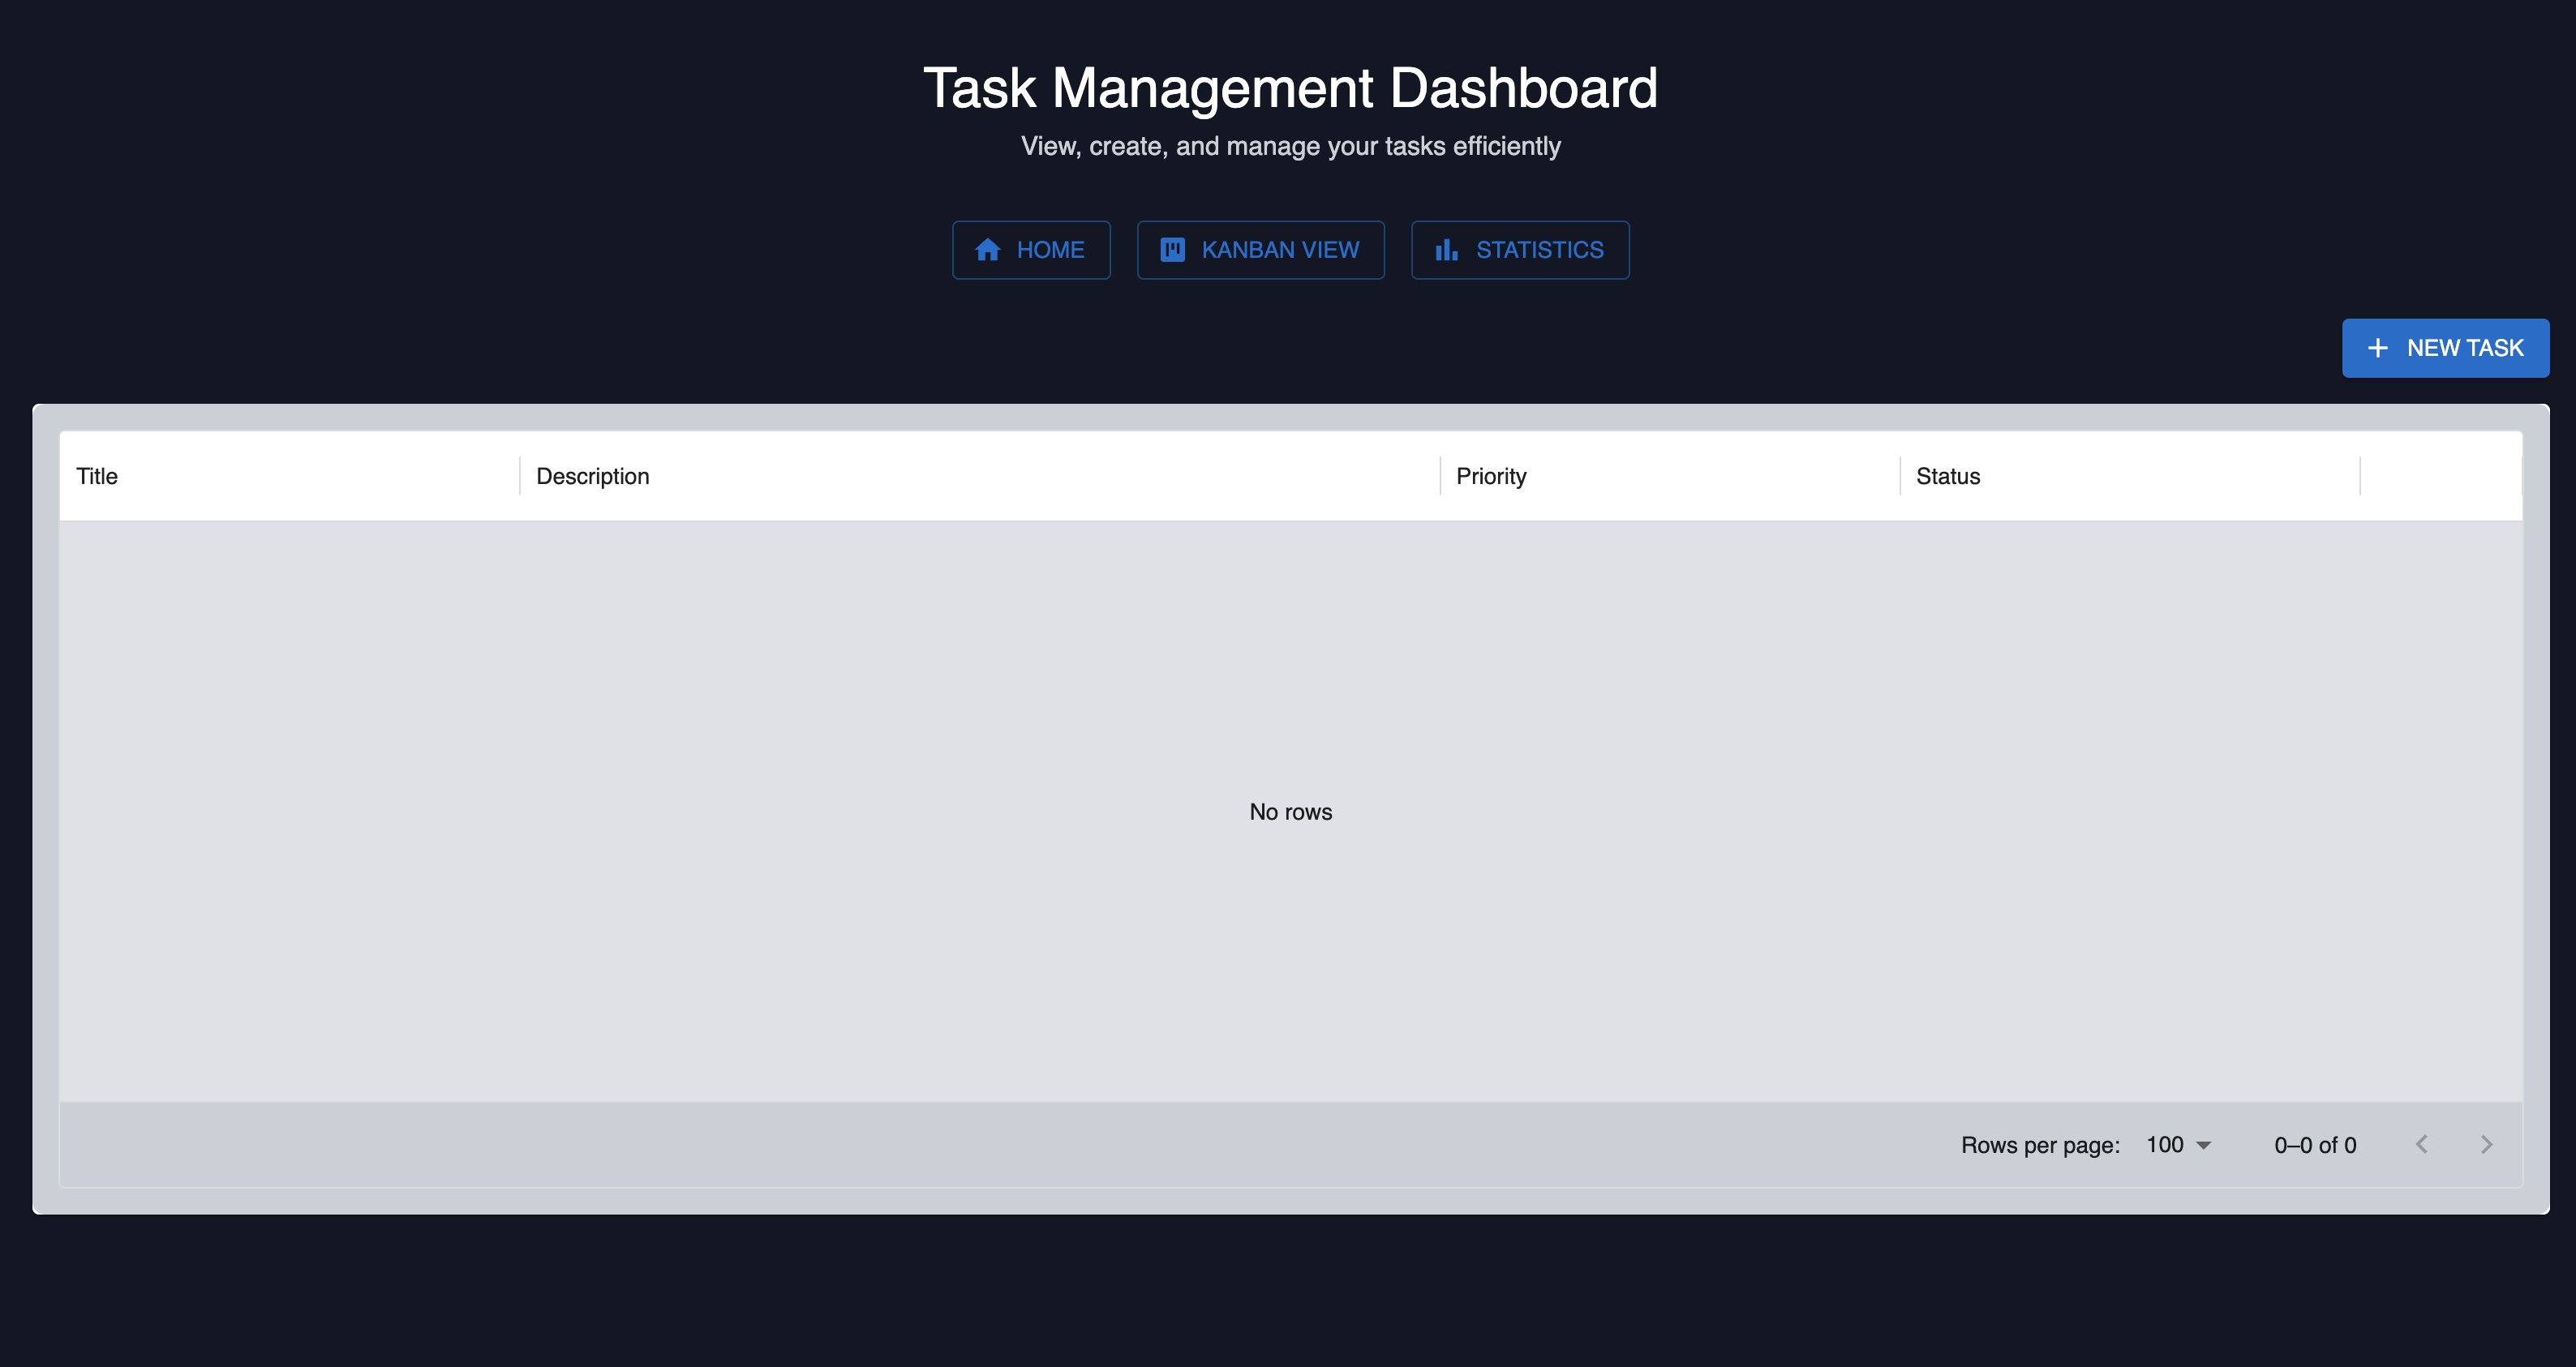 Task Management Dashboard
View, create, and manage your tasks efficiently
HOME KANBAN VIEW STATISTICS
NEW TASK
Title Description Priority Status
No rows
Rows per page: 100 0–0 of 0